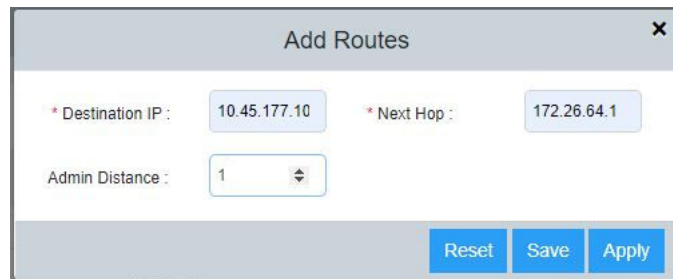 Add Routes ×
* Destination IP : 10.45.177.10 * Next Hop : 172.26.64.1
Admin Distance : 1
Reset Save Apply